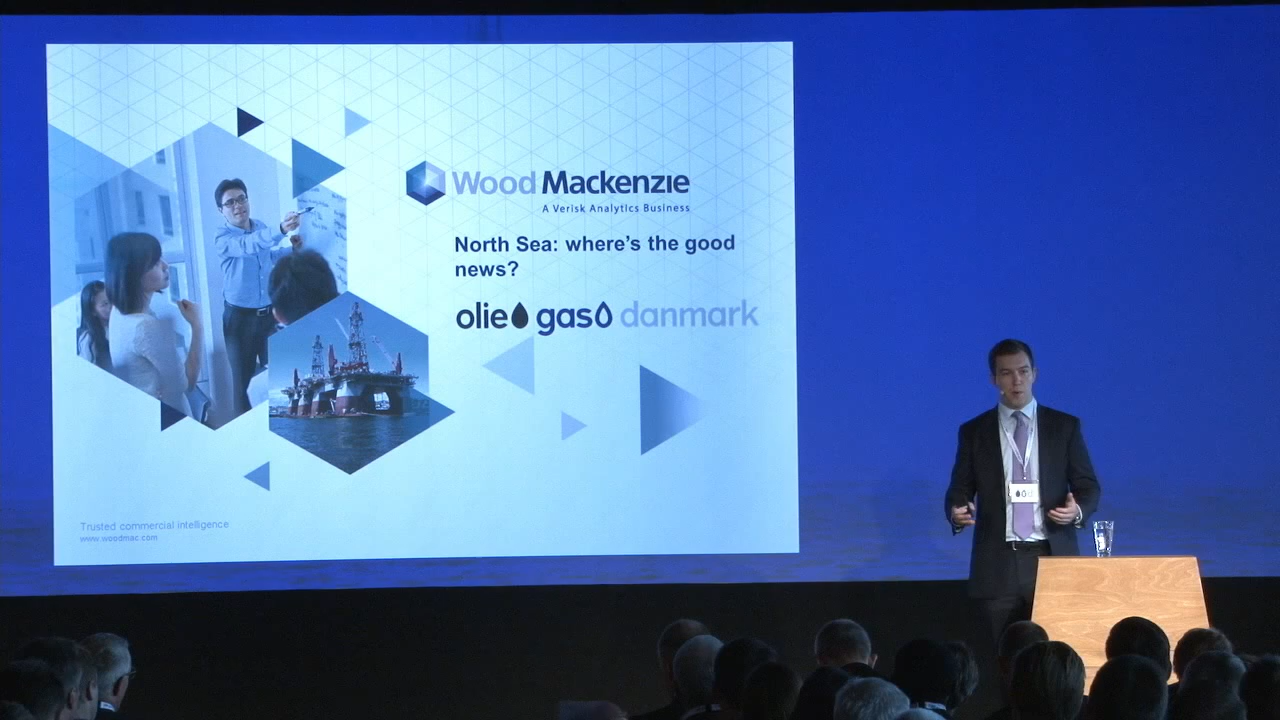 Wood Mackenzie
A Verisk Analytics Business
North Sea: where's the good
news?
olie gas danmark
Trusted commercial intelligence
www.woodmac.com